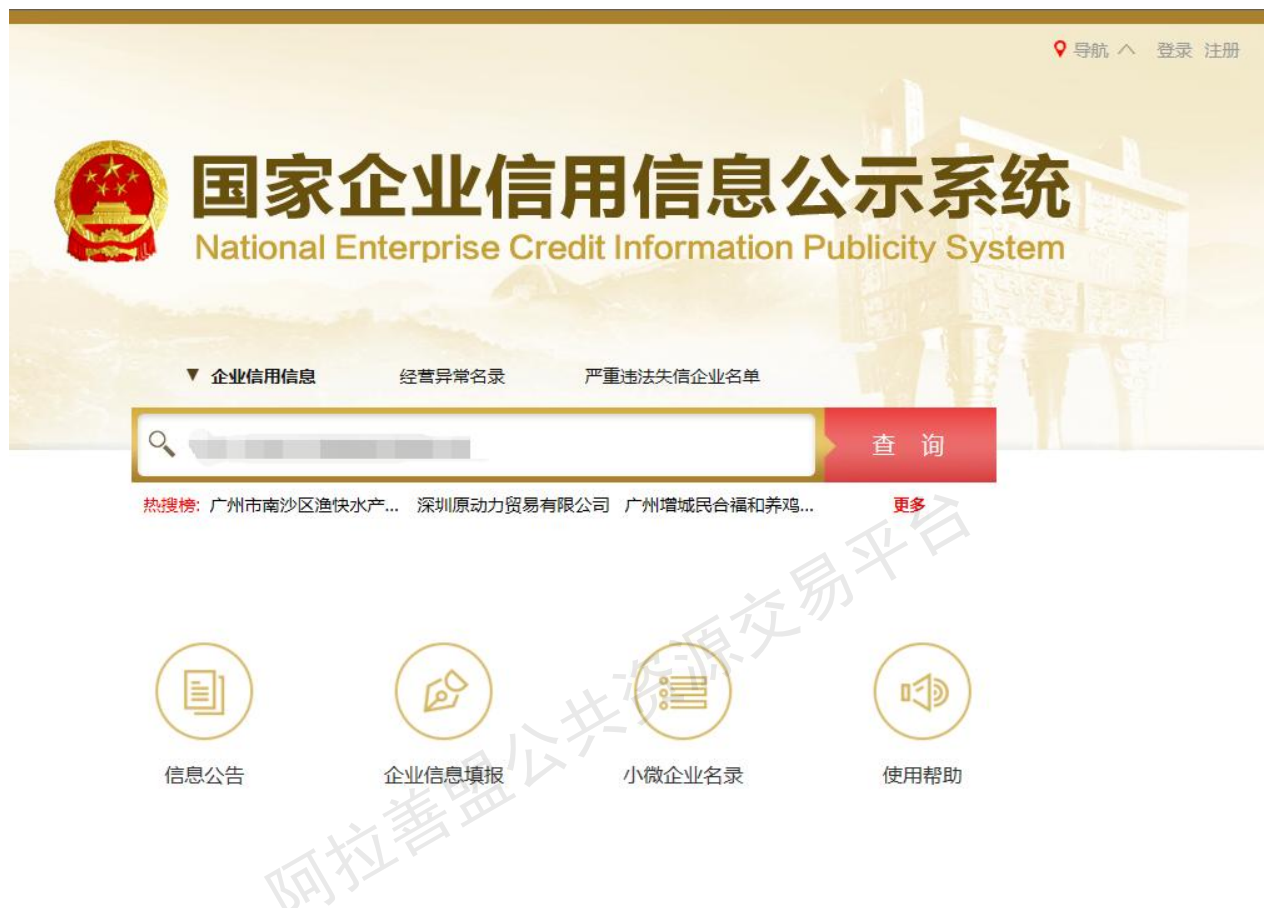 导航 登录 注册
国家企业信用信息公示系统
National Enterprise Credit Information Publicity System
▼ 企业信用信息 经营异常名录 严重违法失信企业名单
查 询
热搜榜: 广州市南沙区渔快水产... 深圳原动力贸易有限公司 广州增城民合福和养鸡... 更多
信息公告 企业信息填报 小微企业名录 使用帮助
阿拉善盟公共资源交易平台